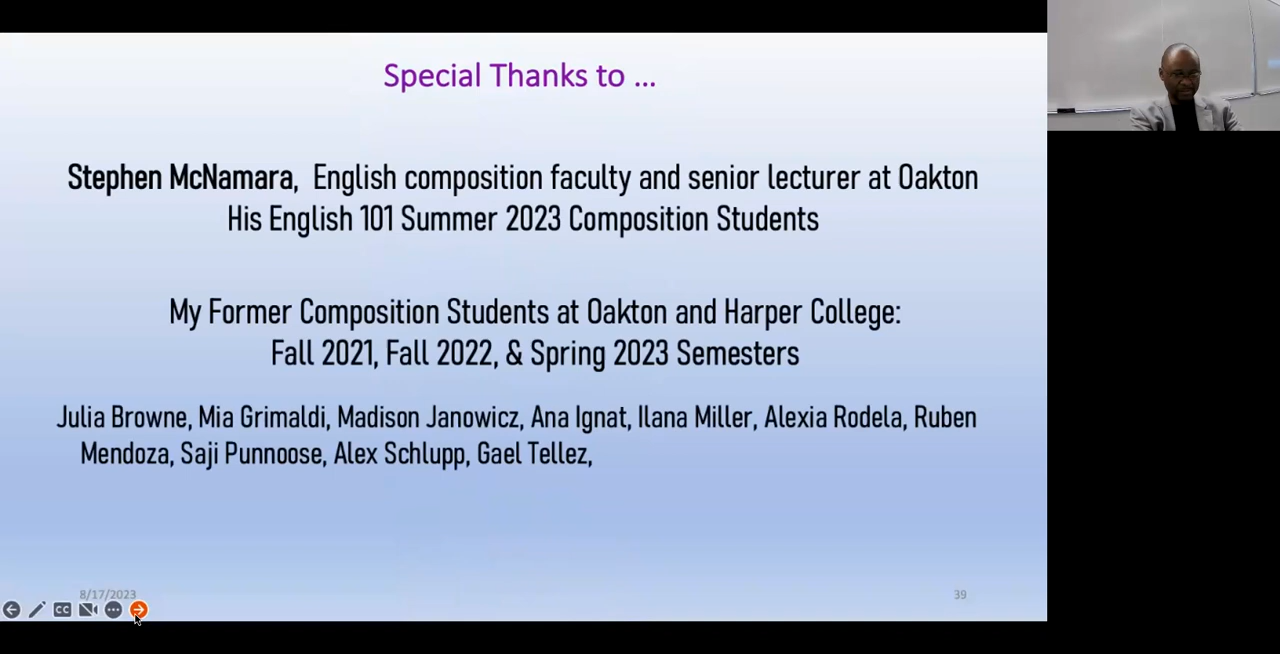 Special Thanks to ...
Stephen McNamara, English composition faculty and senior lecturer at Oakton
His English 101 Summer 2023 Composition Students
My Former Composition Students at Oakton and Harper College:
Fall 2021, Fall 2022, & Spring 2023 Semesters
Julia Browne, Mia Grimaldi, Madison Janowicz, Ana Ignat, Ilana Miller, Alexia Rodela, Ruben
Mendoza, Saji Punnoose, Alex Schlupp, Gael Tellez,
8/17/2023
39
CC